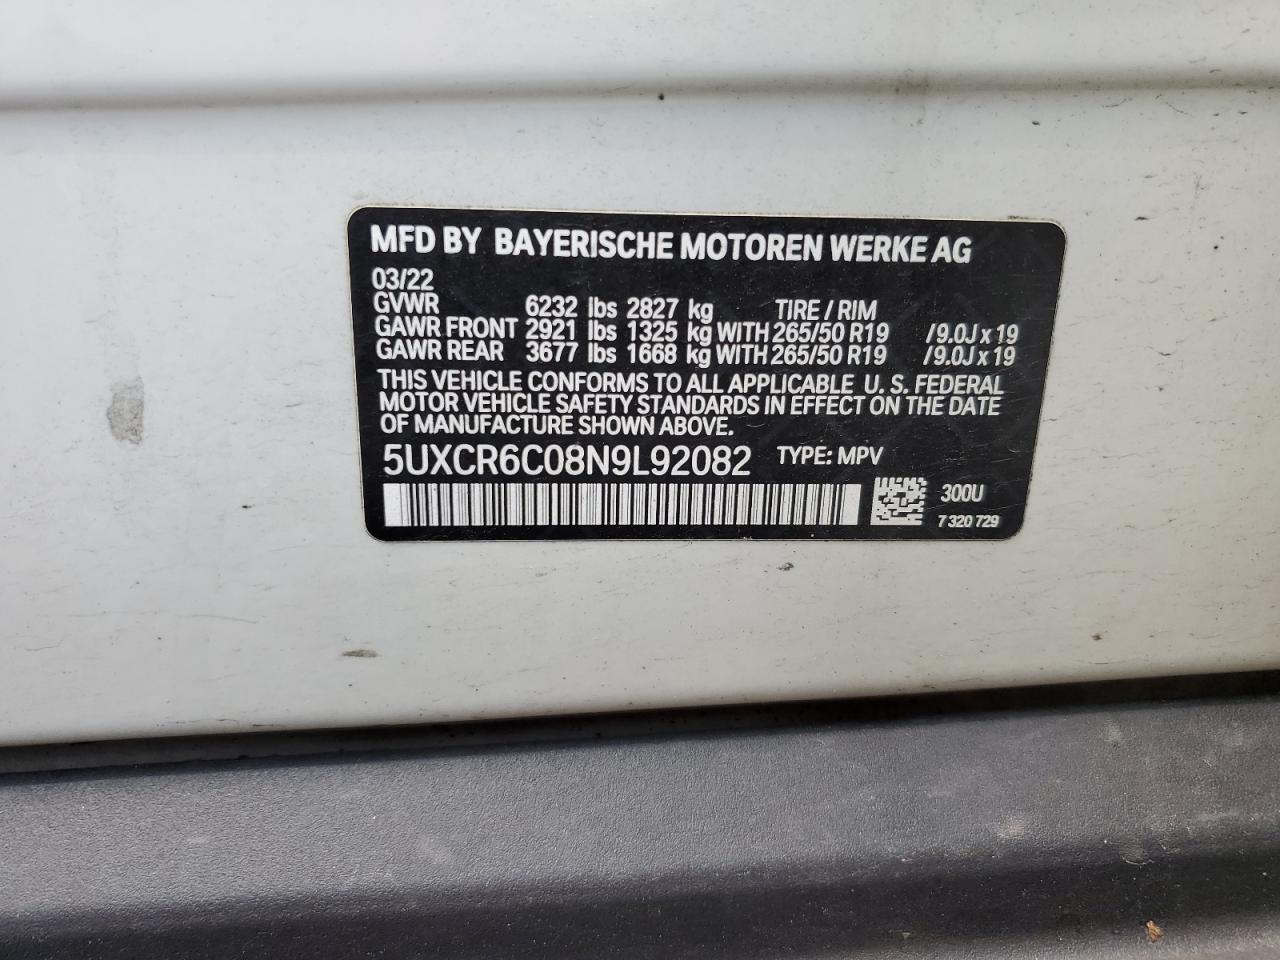 MFD BY BAYERISCHE MOTOREN WERKE AG
03/22
GVWR 6232 lbs 2827 kg TIRE / RIM
GAWR FRONT 2921 lbs 1325 kg WITH 265/50 R19 /9.0J x 19
GAWR REAR 3677 lbs 1668 kg WITH 265/50 R19 /9.0J x 19
THIS VEHICLE CONFORMS TO ALL APPLICABLE U. S. FEDERAL
MOTOR VEHICLE SAFETY STANDARDS IN EFFECT ON THE DATE
OF MANUFACTURE SHOWN ABOVE.
5UXCR6C08N9L92082 TYPE: MPV
300U
7 320 729